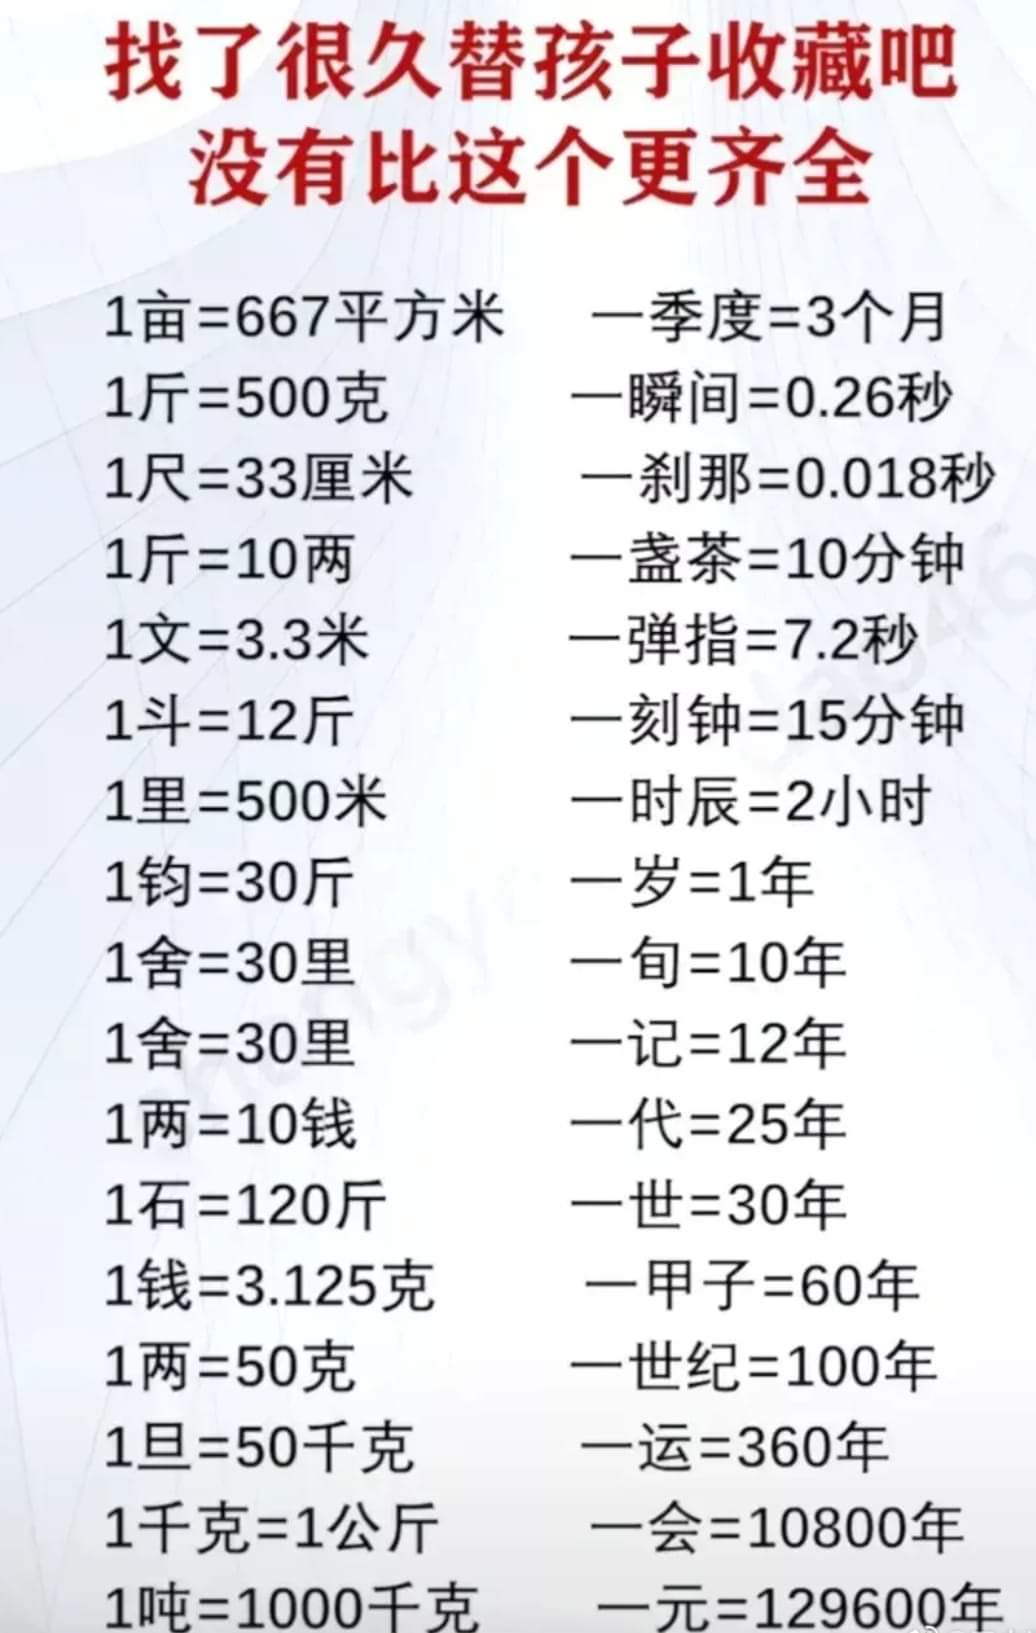 找了很久替孩子收藏吧
没有比这个更齐全
1亩=667平方米 一季度=3个月
1斤=500克 一瞬间=0.26秒
1尺=33厘米 一刹那=0.018秒
1斤=10两 一盏茶=10分钟
1文=3.3米 一弹指=7.2秒
1斗=12斤 一刻钟=15分钟
1里=500米 一时辰=2小时
1钧=30斤 一岁=1年
1舍=30里 一旬=10年
1舍=30里 一记=12年
1两=10钱 一代=25年
1石=120斤 一世=30年
1钱=3.125克 一甲子=60年
1两=50克 一世纪=100年
1旦=50千克 一运=360年
1千克=1公斤 一会=10800年
1吨=1000千克 一元=129600年